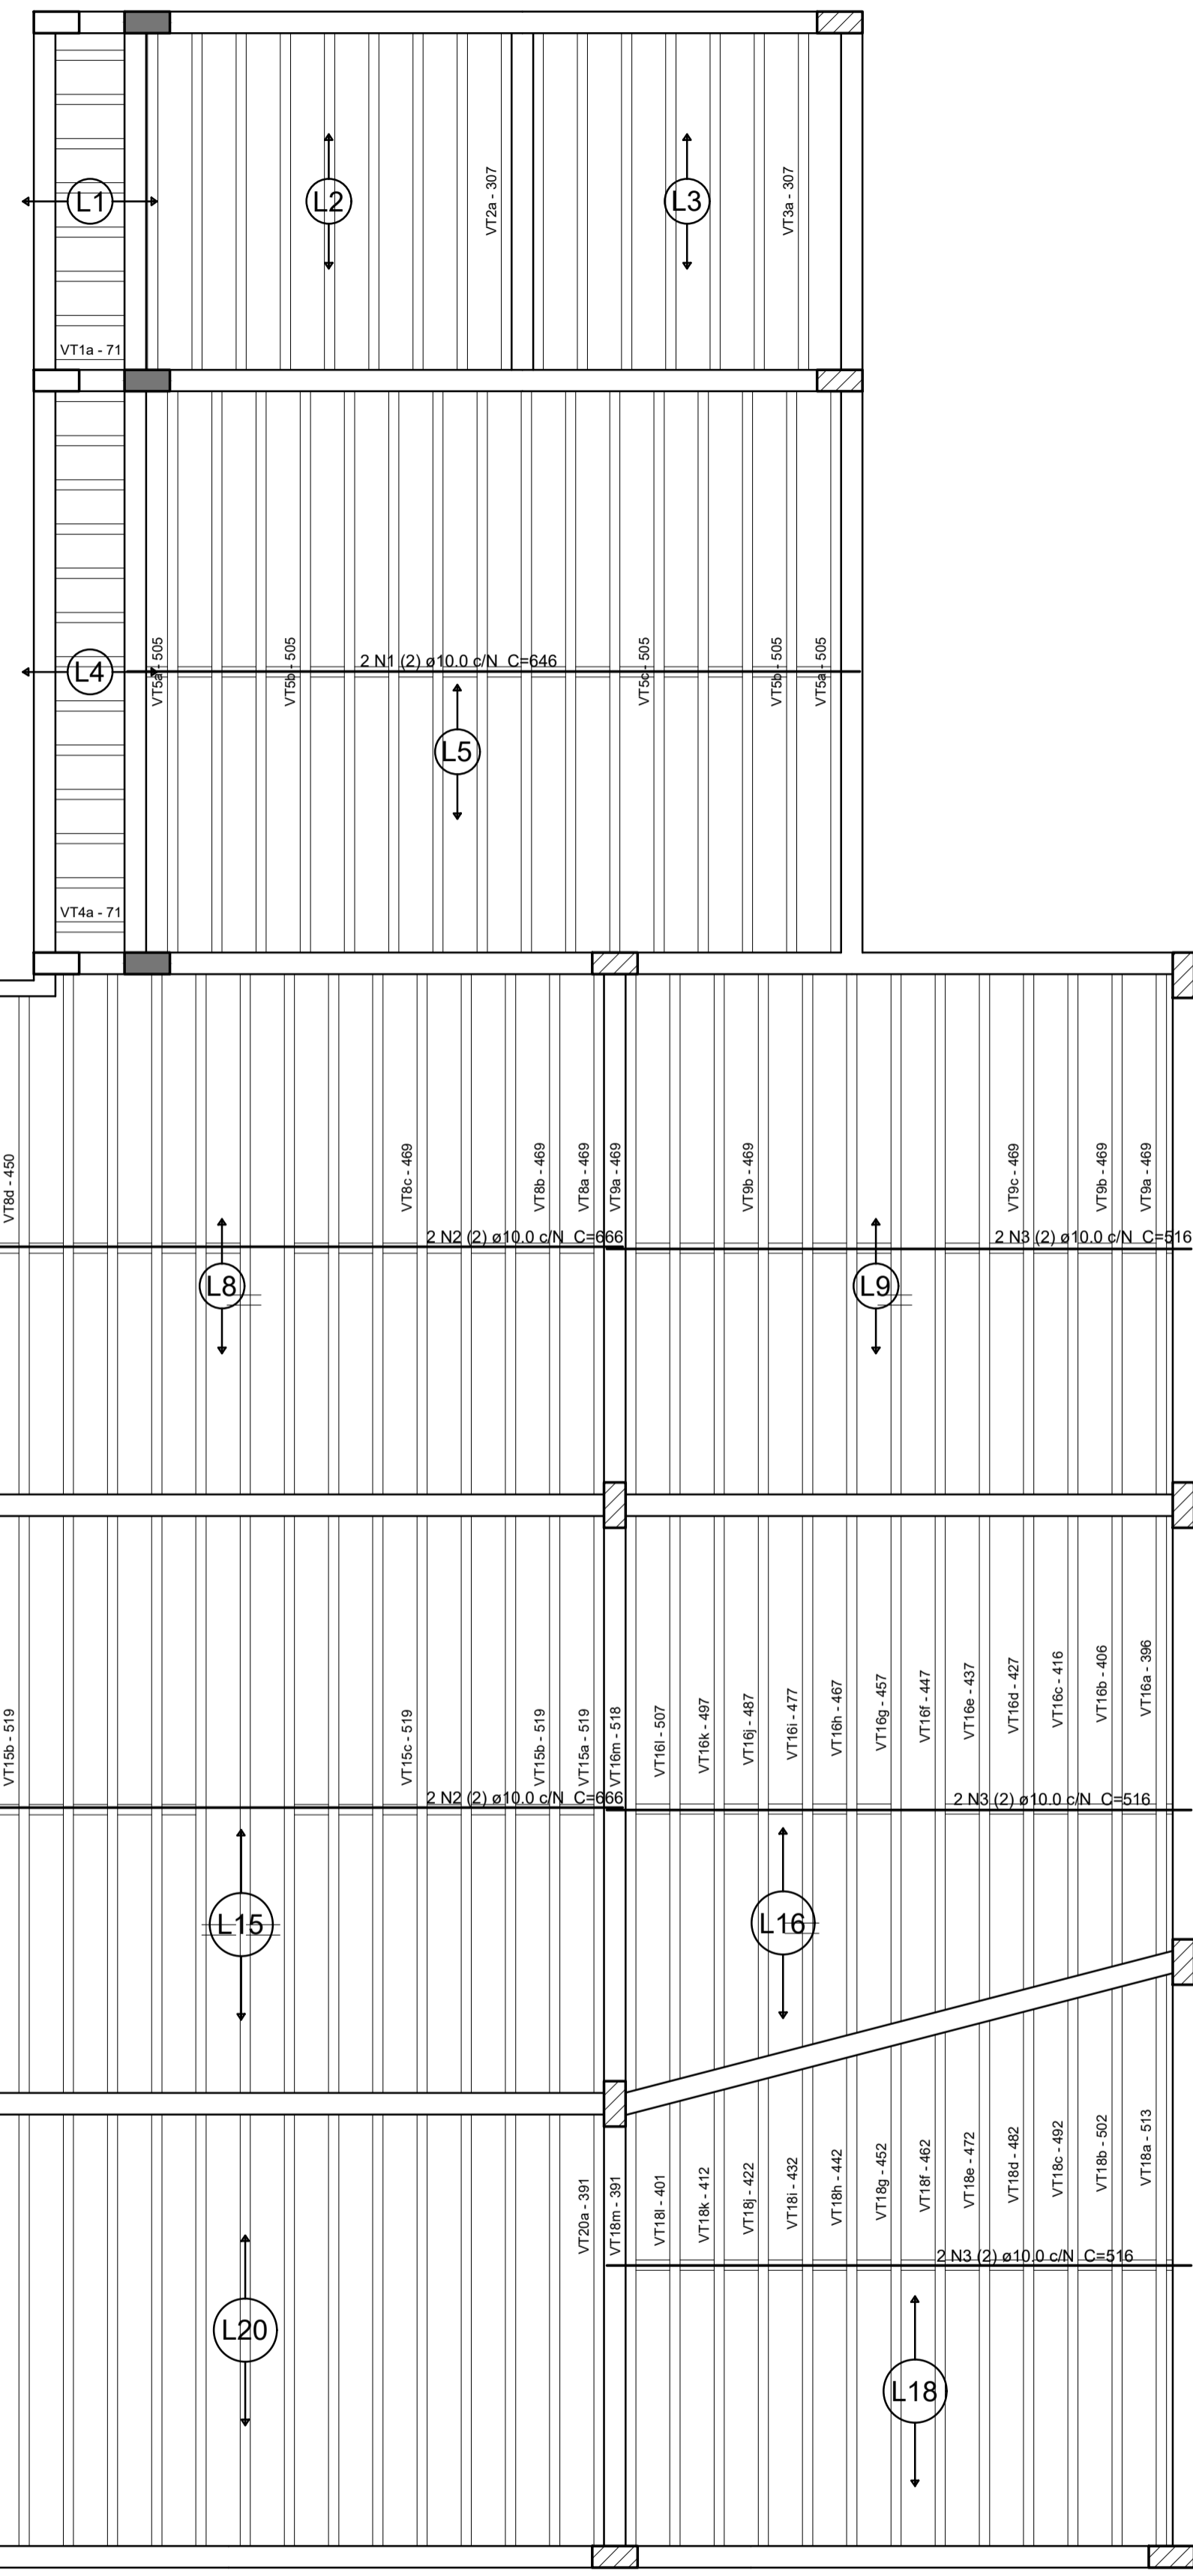 L1
L2
VT2a - 307
L3
VT3a - 307
VT1a - 71
L4
VT5a - 505
VT5b - 505
2 N1 (2) ø10.0 c/N C=646
VT5c - 505
VT5b - 505
VT5a - 505
L5
VT4a - 71
VT8d - 450
VT8c - 469
VT8b - 469
VT8a - 469
VT9a - 469
VT9b - 469
VT9c - 469
VT9b - 469
VT9a - 469
2 N2 (2) ø10.0 c/N C=666
2 N3 (2) ø10.0 c/N C=516
L8
L9
VT15b - 519
VT15c - 519
VT15b - 519
VT15a - 519
VT16m - 518
VT16l - 507
VT16k - 497
VT16j - 487
VT16i - 477
VT16h - 467
VT16g - 457
VT16f - 447
VT16e - 437
VT16d - 427
VT16c - 416
VT16b - 406
VT16a - 396
2 N2 (2) ø10.0 c/N C=666
2 N3 (2) ø10.0 c/N C=516
L15
L16
VT20a - 391
VT18m - 391
VT18l - 401
VT18k - 412
VT18j - 422
VT18i - 432
VT18h - 442
VT18g - 452
VT18f - 462
VT18e - 472
VT18d - 482
VT18c - 492
VT18b - 502
VT18a - 513
2 N3 (2) ø10.0 c/N C=516
L20
L18